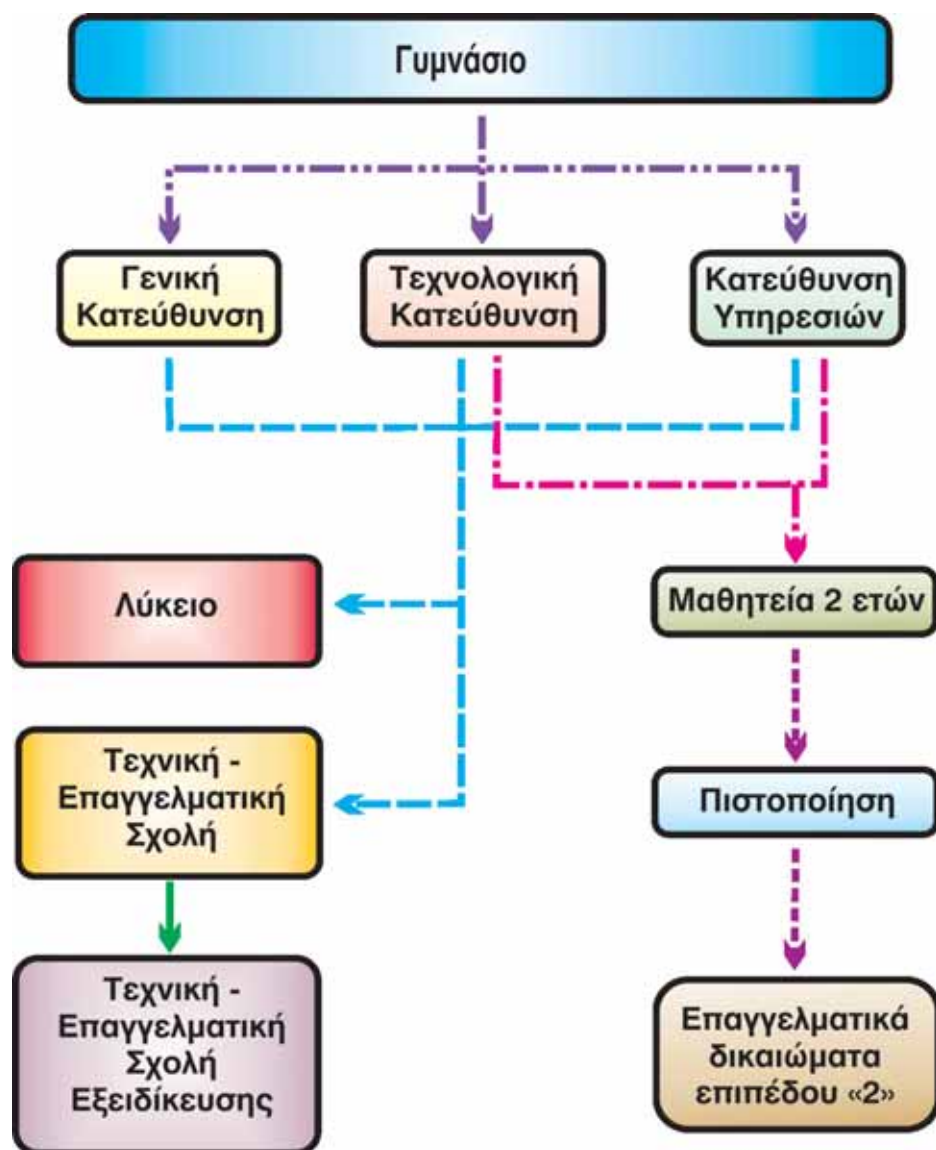 Γυμνάσιο
Γενική
Κατεύθυνση
Τεχνολογική
Κατεύθυνση
Κατεύθυνση
Υπηρεσιών
Λύκειο
Μαθητεία 2 ετών
Τεχνική -
Επαγγελματική
Σχολή
Πιστοποίηση
Τεχνική -
Επαγγελματική
Σχολή
Εξειδίκευσης
Επαγγελματικά
δικαιώματα
επιπέδου «2»